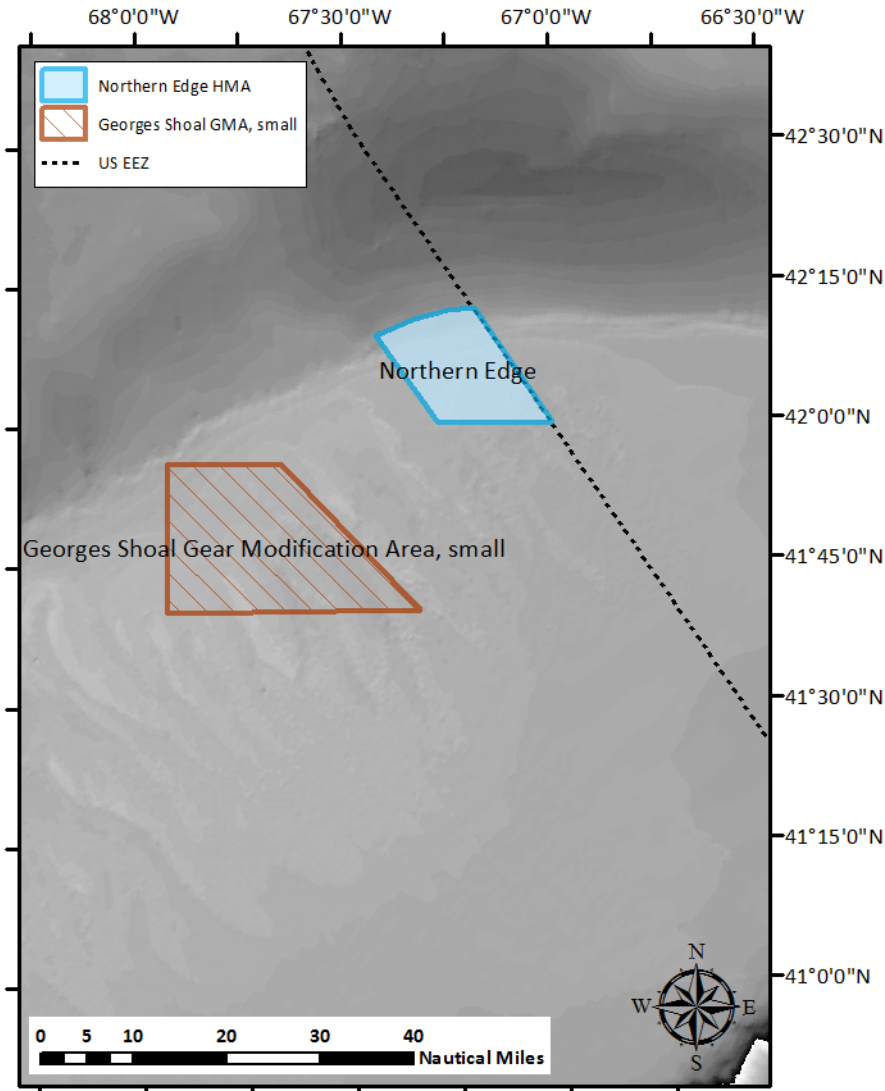 68°0'0"W 67°30'0"W 67°0'0"W 66°30'0"W
Northern Edge HMA
Georges Shoal GMA, small
US EEZ
42°30'0"N
42°15'0"N
Northern Edge
42°0'0"N
Georges Shoal Gear Modification Area, small
41°45'0"N
41°30'0"N
41°15'0"N
N
41°0'0"N
W E
S
0 5 10 20 30 40
Nautical Miles